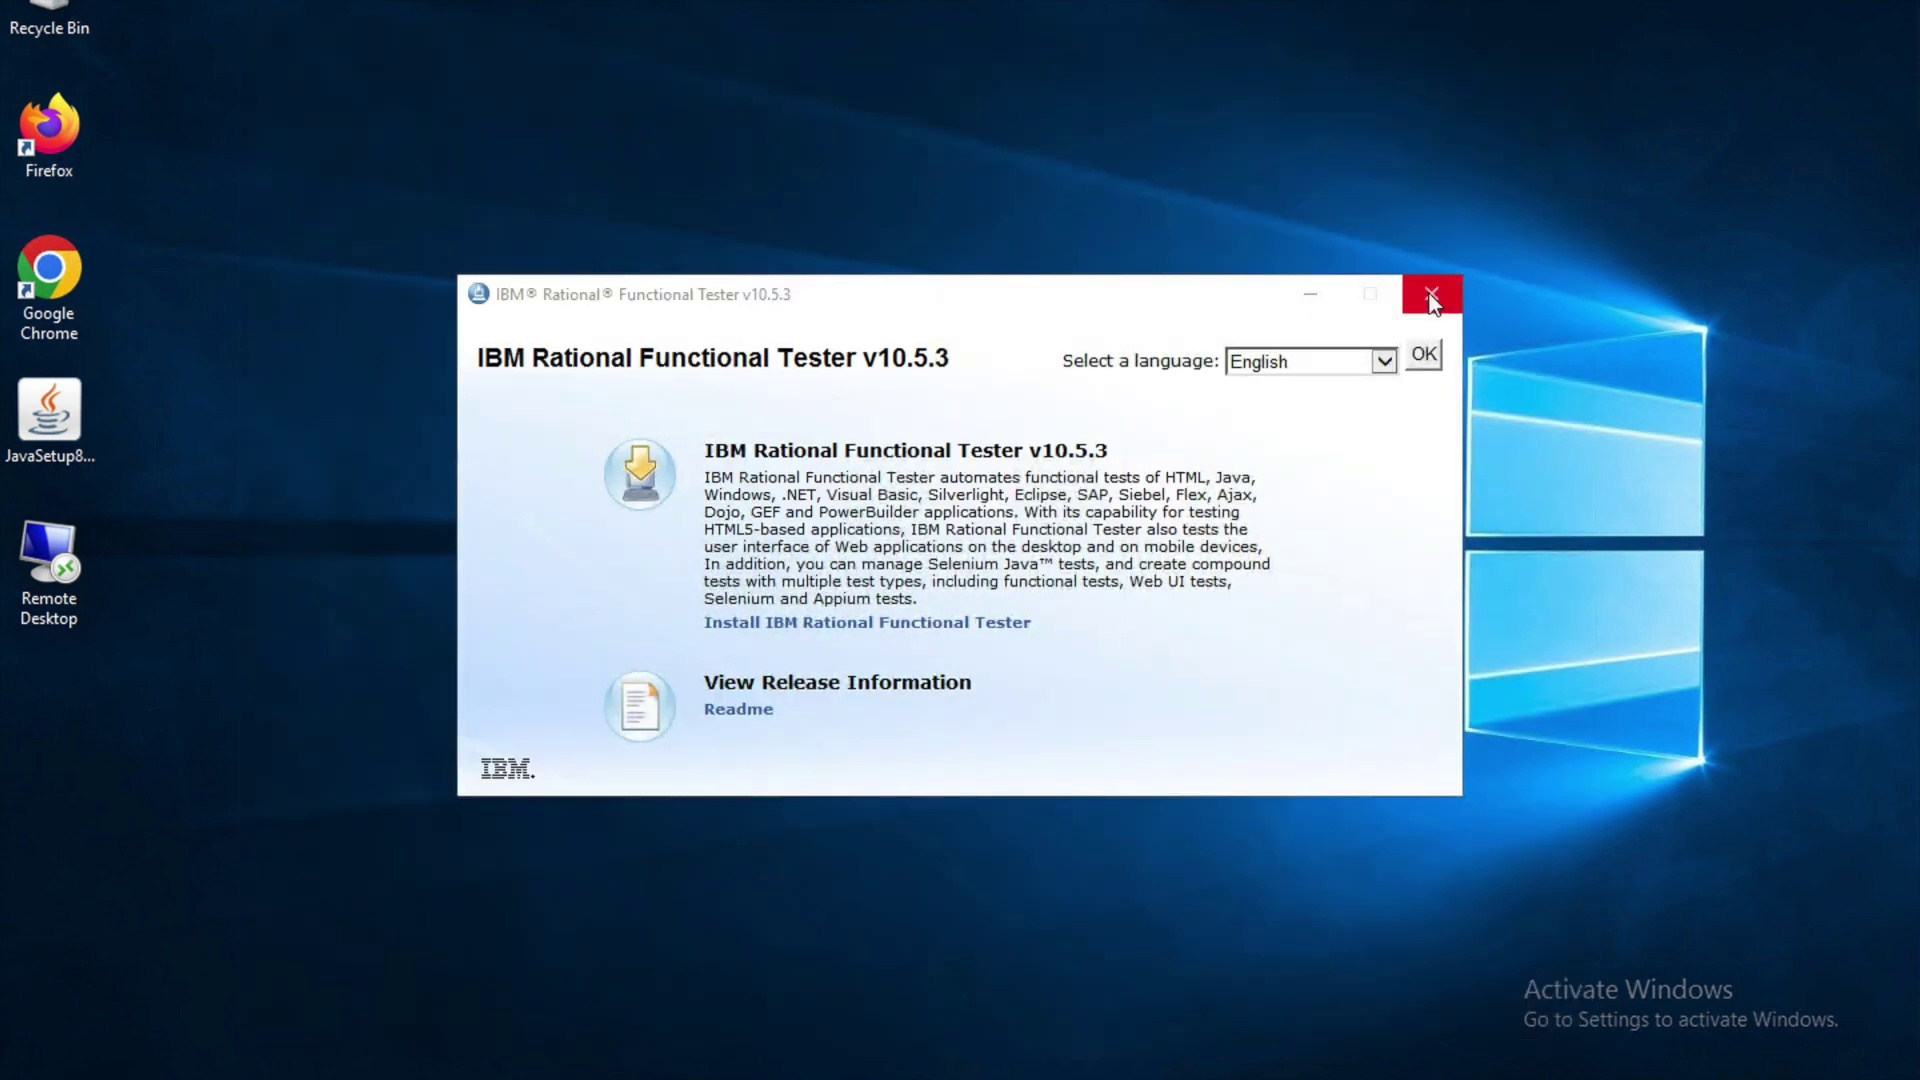 Recycle Bin
Firefox
Google
Chrome
JavaSetup8...
Remote
Desktop
IBM® Rational® Functional Tester v10.5.3
IBM Rational Functional Tester v10.5.3
Select a language:
English
OK
IBM Rational Functional Tester v10.5.3
IBM Rational Functional Tester automates functional tests of HTML, Java,
Windows, .NET, Visual Basic, Silverlight, Eclipse, SAP, Siebel, Flex, Ajax,
Dojo, GEF and PowerBuilder applications. With its capability for testing
HTML5-based applications, IBM Rational Functional Tester also tests the
user interface of Web applications on the desktop and on mobile devices,
In addition, you can manage Selenium Java™ tests, and create compound
tests with multiple test types, including functional tests, Web UI tests,
Selenium and Appium tests.
Install IBM Rational Functional Tester
View Release Information
Readme
IBM.
Activate Windows
Go to Settings to activate Windows.